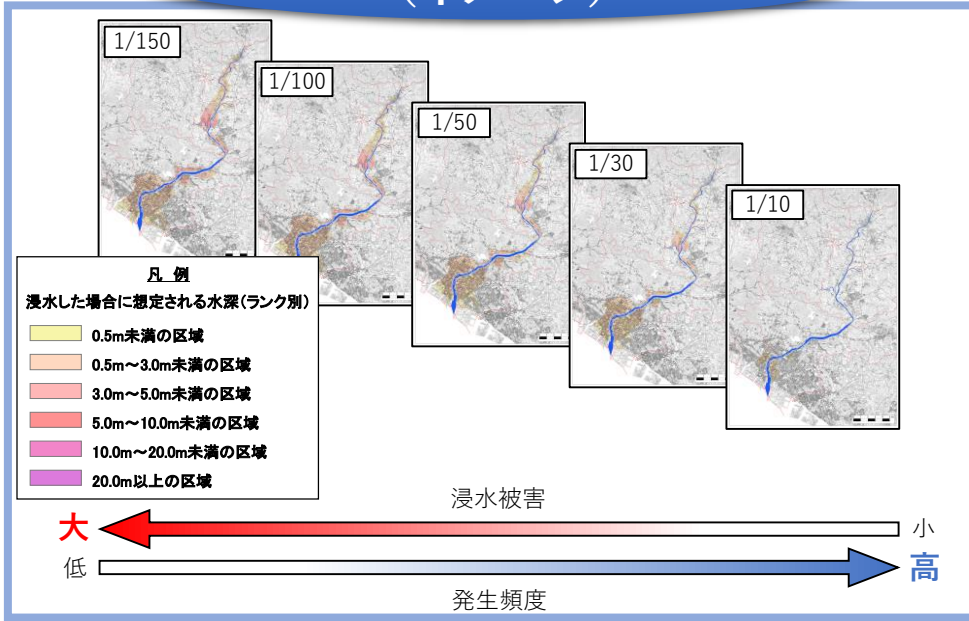 1/150
1/100
1/50
1/30
1/10
凡 例
浸水した場合に想定される水深(ランク別)
0.5m未満の区域
0.5m～3.0m未満の区域
3.0m～5.0m未満の区域
5.0m～10.0m未満の区域
10.0m～20.0m未満の区域
20.0m以上の区域
浸水被害
大
小
低
高
発生頻度